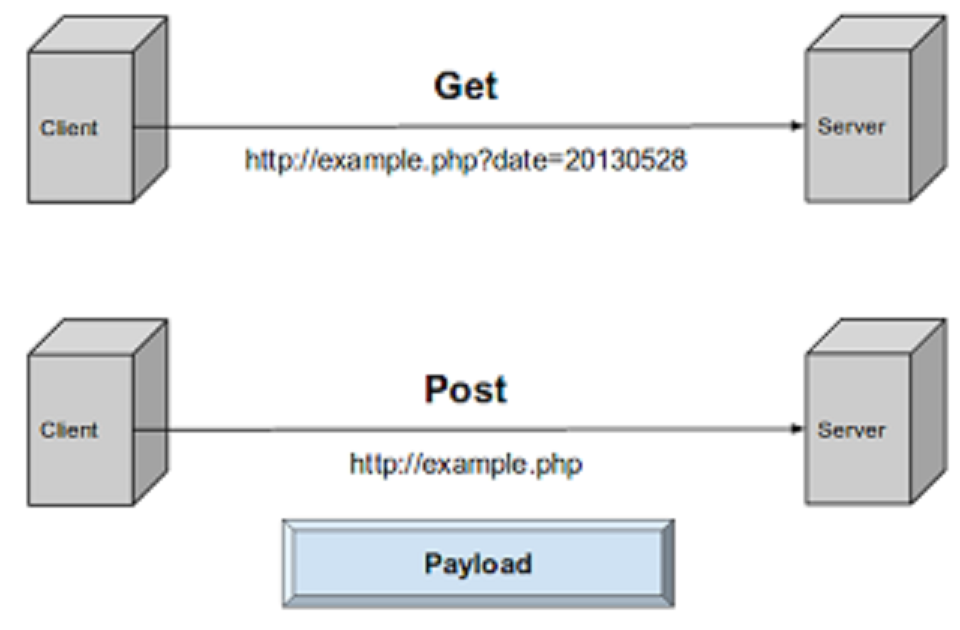 Get
Client
Server
http://example.php?date=20130528
Post
Client
Server
http://example.php
Payload